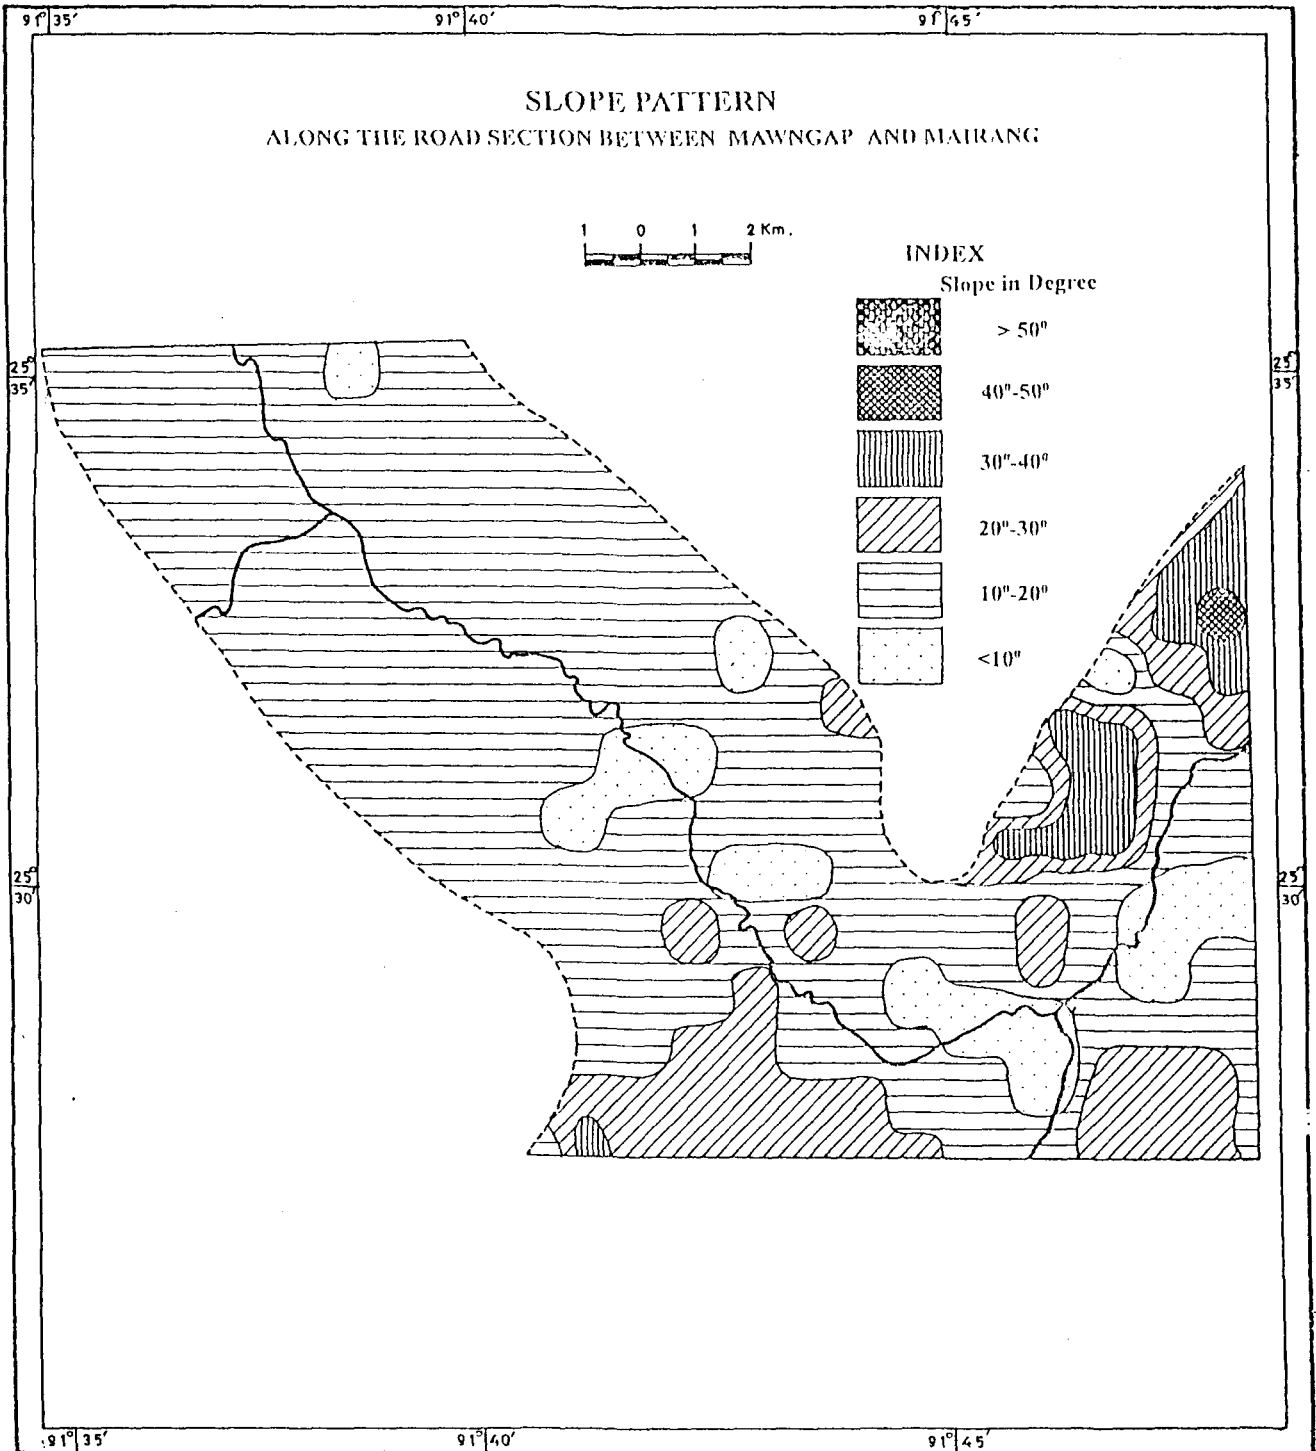 91° 35′ 91° 40′ 91° 45′
SLOPE PATTERN
ALONG THE ROAD SECTION BETWEEN MAWNGAP AND MAIRANG
1 0 1 2 Km.
INDEX
Slope in Degree
> 50°
40°-50°
30°-40°
20°-30°
10°-20°
<10°
25° 35′ 25° 35′
25° 30′ 25° 30′
91° 35′ 91° 40′ 91° 45′